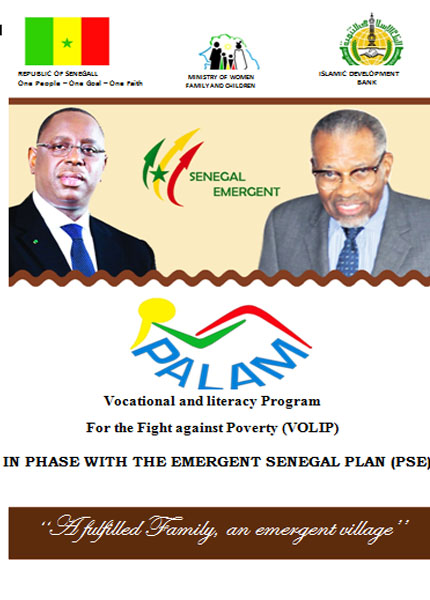 REPUBLIC OF SENEGALL
One People – One Goal – One Faith
MINISTRY OF WOMEN
FAMILY AND CHILDREN
ISLAMIC DEVELOPMENT
BANK
SENEGAL
EMERGENT
PALAM
Vocational and literacy Program
For the Fight against Poverty (VOLIP)
IN PHASE WITH THE EMERGENT SENEGAL PLAN (PSE)
“A fulfilled Family, an emergent village”